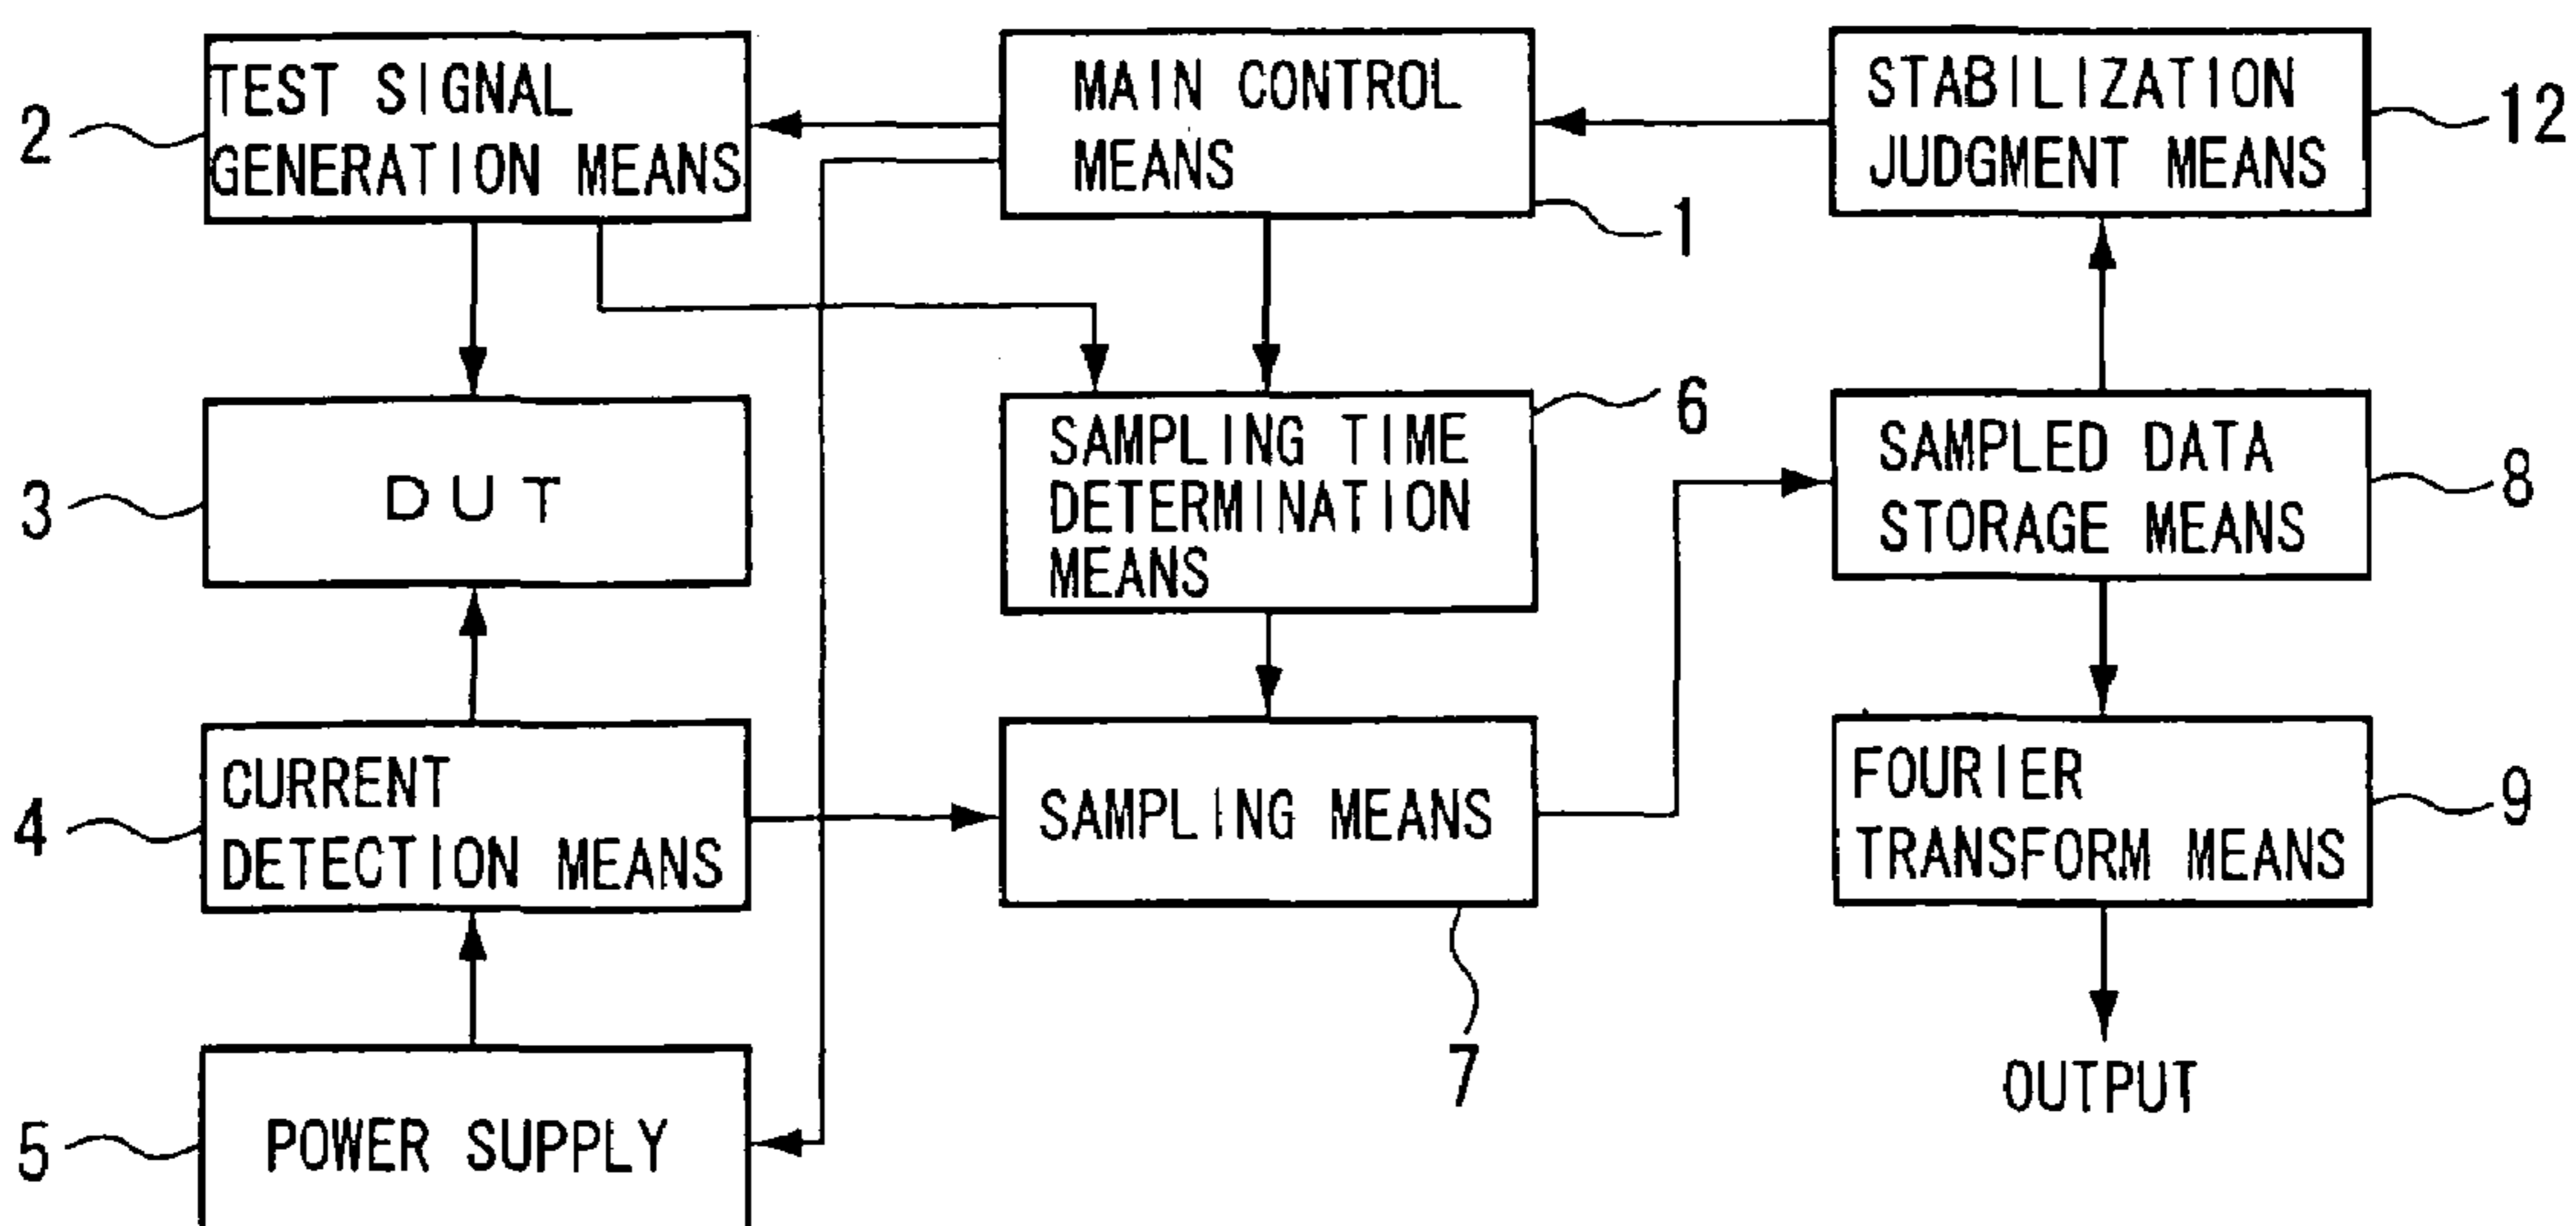 TEST SIGNAL
GENERATION MEANS
2
MAIN CONTROL
MEANS
1
STABILIZATION
JUDGMENT MEANS
12
DUT
3
SAMPLING TIME
DETERMINATION
MEANS
6
SAMPLED DATA
STORAGE MEANS
8
CURRENT
DETECTION MEANS
4
SAMPLING MEANS
7
FOURIER
TRANSFORM MEANS
9
POWER SUPPLY
5
OUTPUT